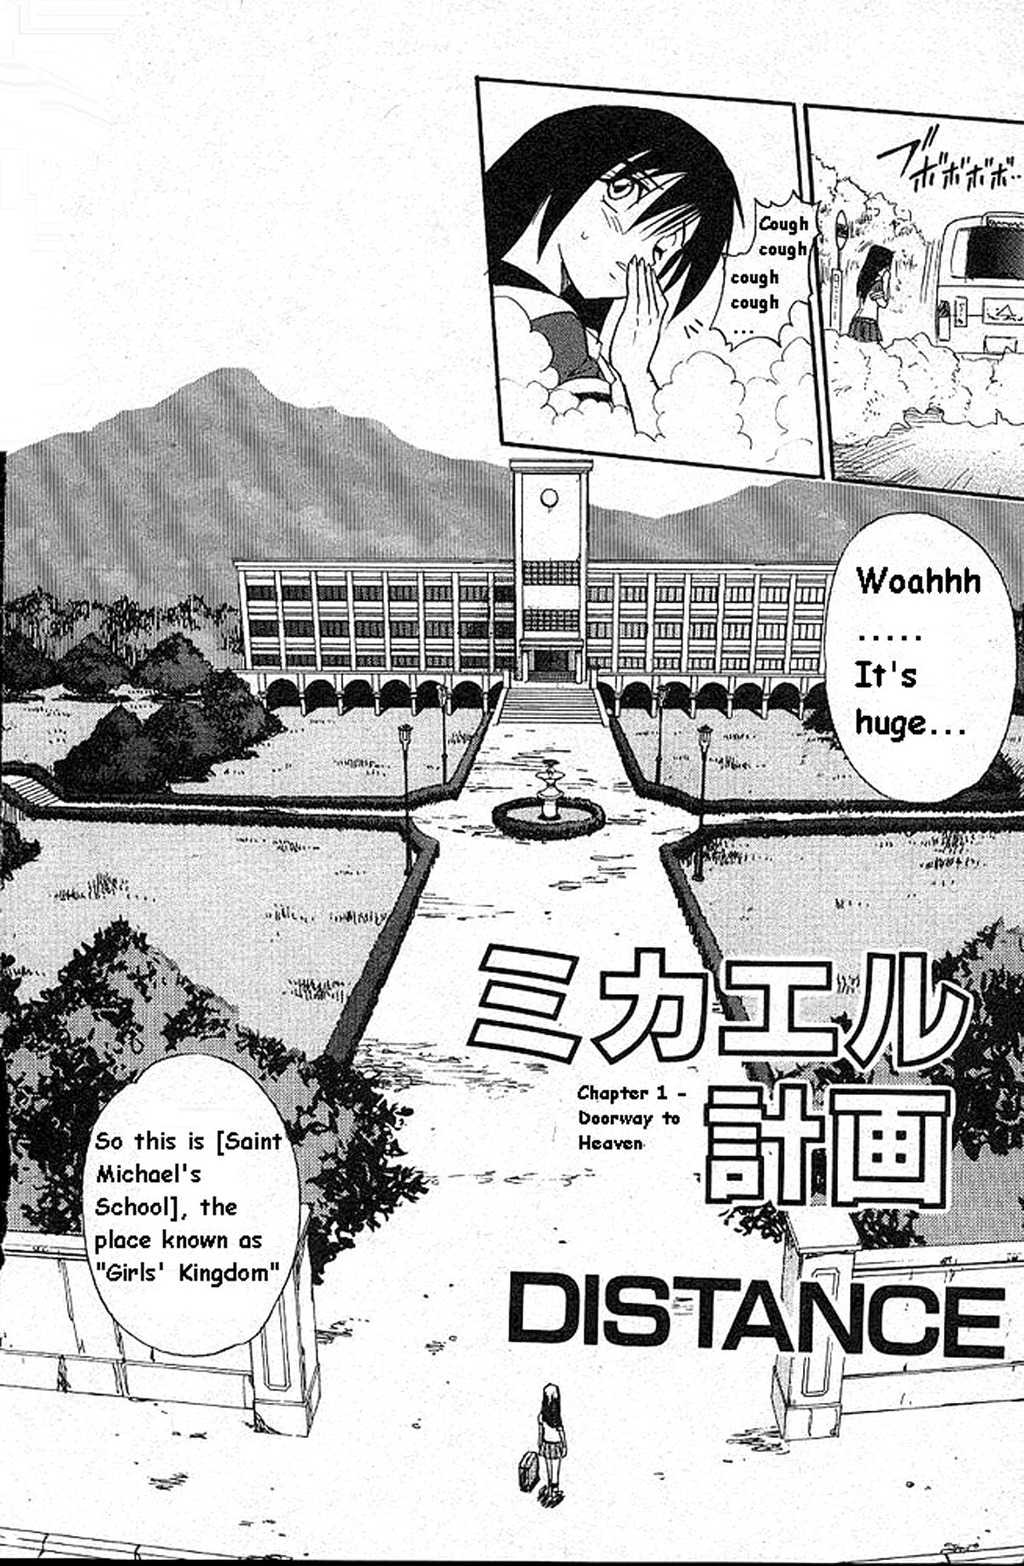 ブ
ボボボボ..
Cough
cough
cough
cough
...
Woahhh
.....
It's
huge...
ミカエル
計画
Chapter 1 -
Doorway to
Heaven
So this is [Saint
Michael's
School], the
place known as
"Girls' Kingdom"
DISTANCE